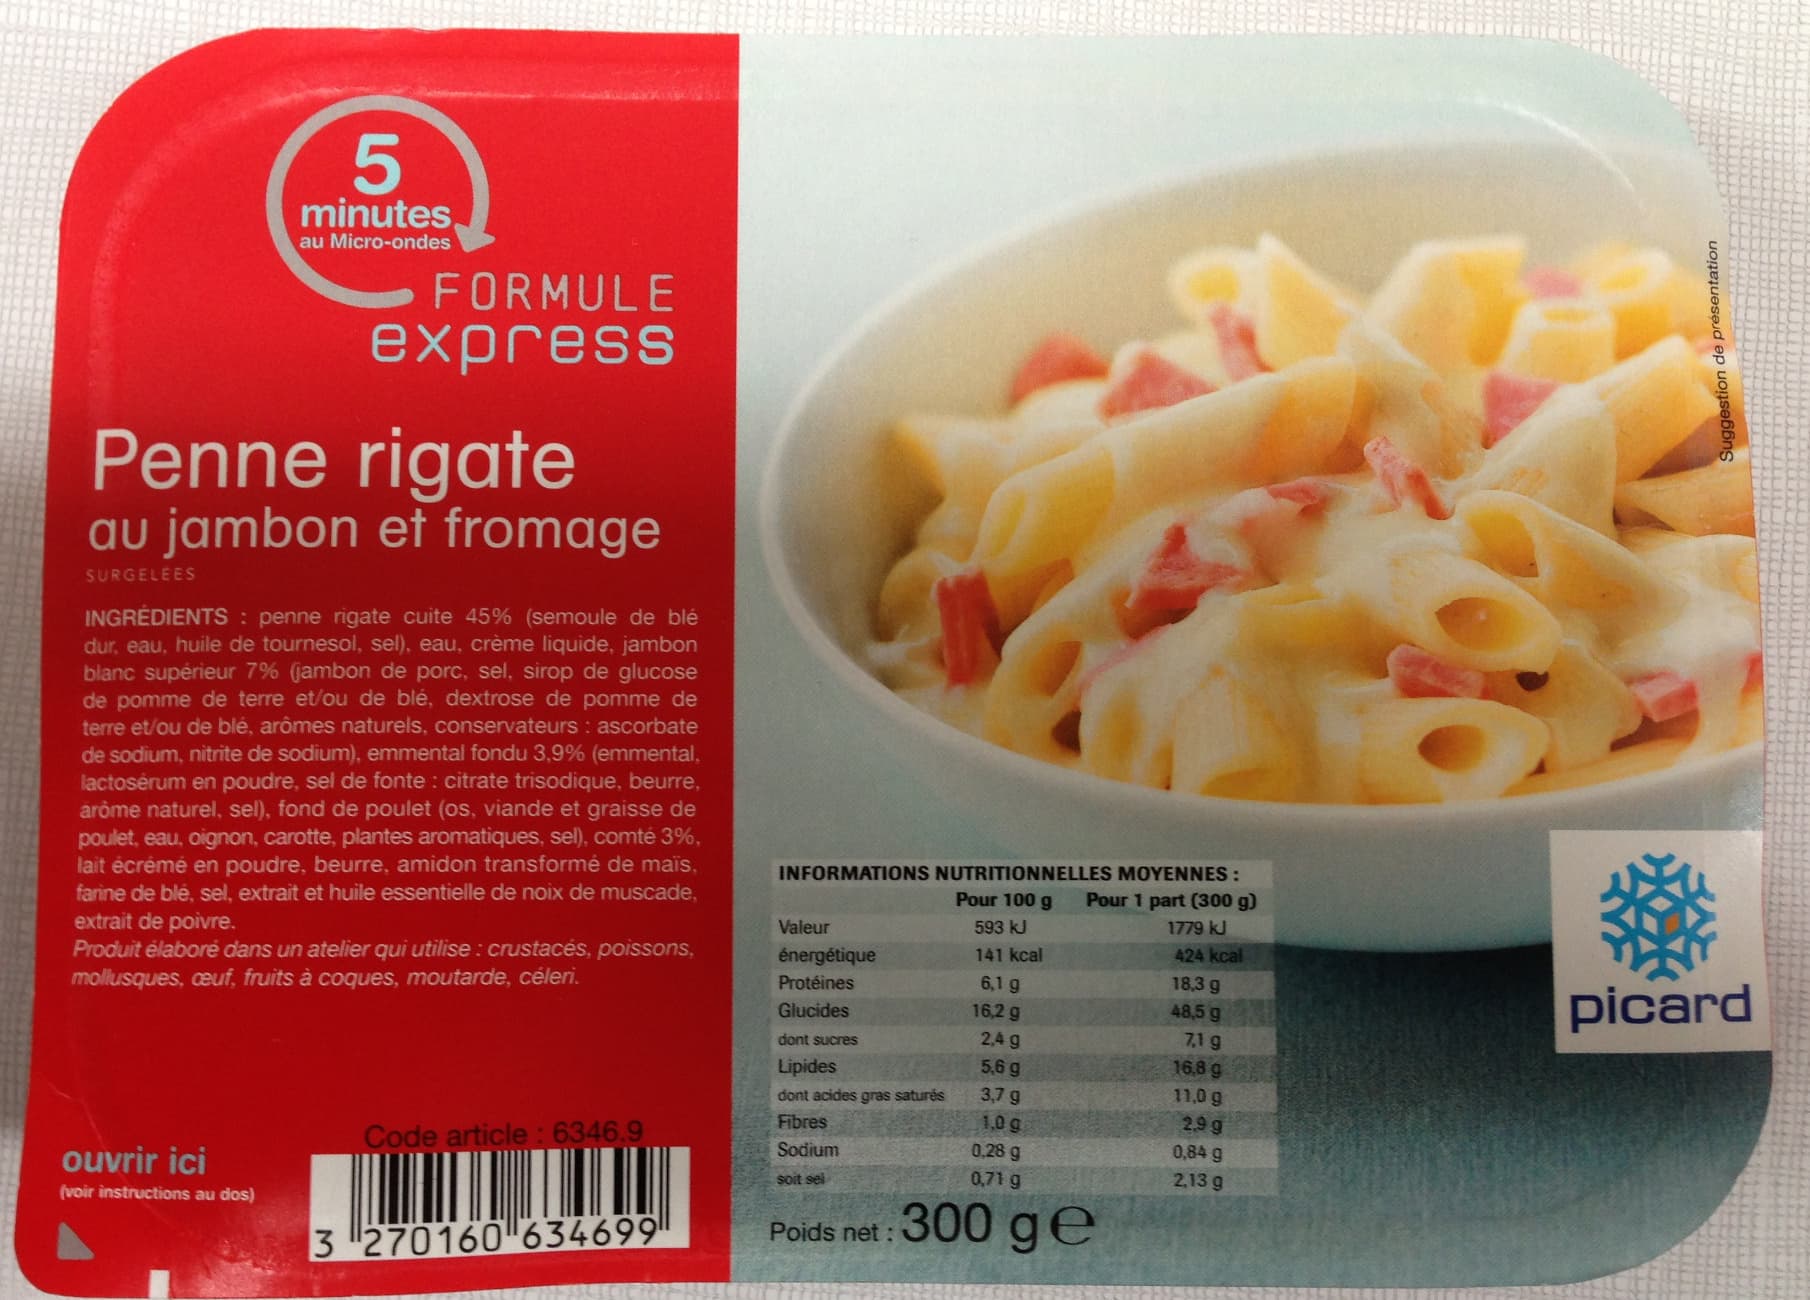 5
minutes
au Micro-ondes
FORMULE
express
Penne rigate
au jambon et fromage
SURGELÉES
INGRÉDIENTS : penne rigate cuite 45% (semoule de blé
dur, eau, huile de tournesol, sel), eau, crème liquide, jambon
blanc supérieur 7% (jambon de porc, sel, sirop de glucose
de pomme de terre et/ou de blé, dextrose de pomme de
terre et/ou de blé, arômes naturels, conservateurs : ascorbate
de sodium, nitrite de sodium), emmental fondu 3,9% (emmental,
lactosérum en poudre, sel de fonte : citrate trisodique, beurre,
arôme naturel, sel), fond de poulet (os, viande et graisse de
poulet, eau, oignon, carotte, plantes aromatiques, sel), comté 3%,
lait écrémé en poudre, beurre, amidon transformé de maïs,
farine de blé, sel, extrait et huile essentielle de noix de muscade,
extrait de poivre.
Produit élaboré dans un atelier qui utilise : crustacés, poissons,
mollusques, œuf, fruits à coques, moutarde, céleri.
Code article : 6346.9
ouvrir ici
(voir instructions au dos)
3 270160 634699
Suggestion de présentation
INFORMATIONS NUTRITIONNELLES MOYENNES :
Pour 100 g Pour 1 part (300 g)
Valeur 593 kJ 1779 kJ
énergétique 141 kcal 424 kcal
Protéines 6,1 g 18,3 g
Glucides 16,2 g 48,5 g
dont sucres 2,4 g 7,1 g
Lipides 5,6 g 16,8 g
dont acides gras saturés 3,7 g 11,0 g
Fibres 1,0 g 2,9 g
Sodium 0,28 g 0,84 g
soit sel 0,71 g 2,13 g
Poids net : 300 g e
picard